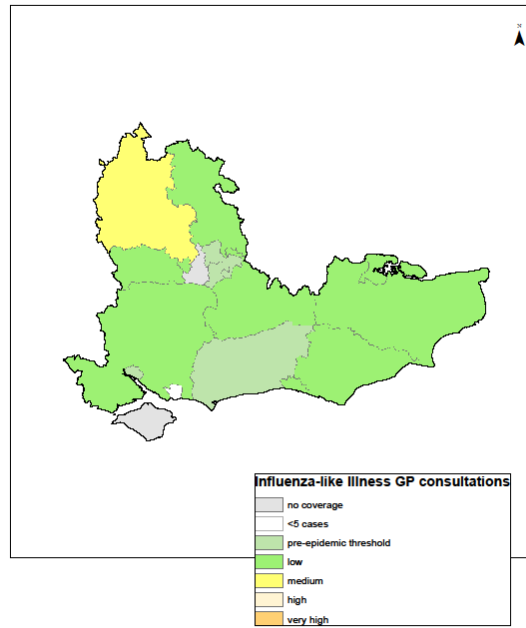 N
Influenza-like Illness GP consultations
no coverage
<5 cases
pre-epidemic threshold
low
medium
high
very high